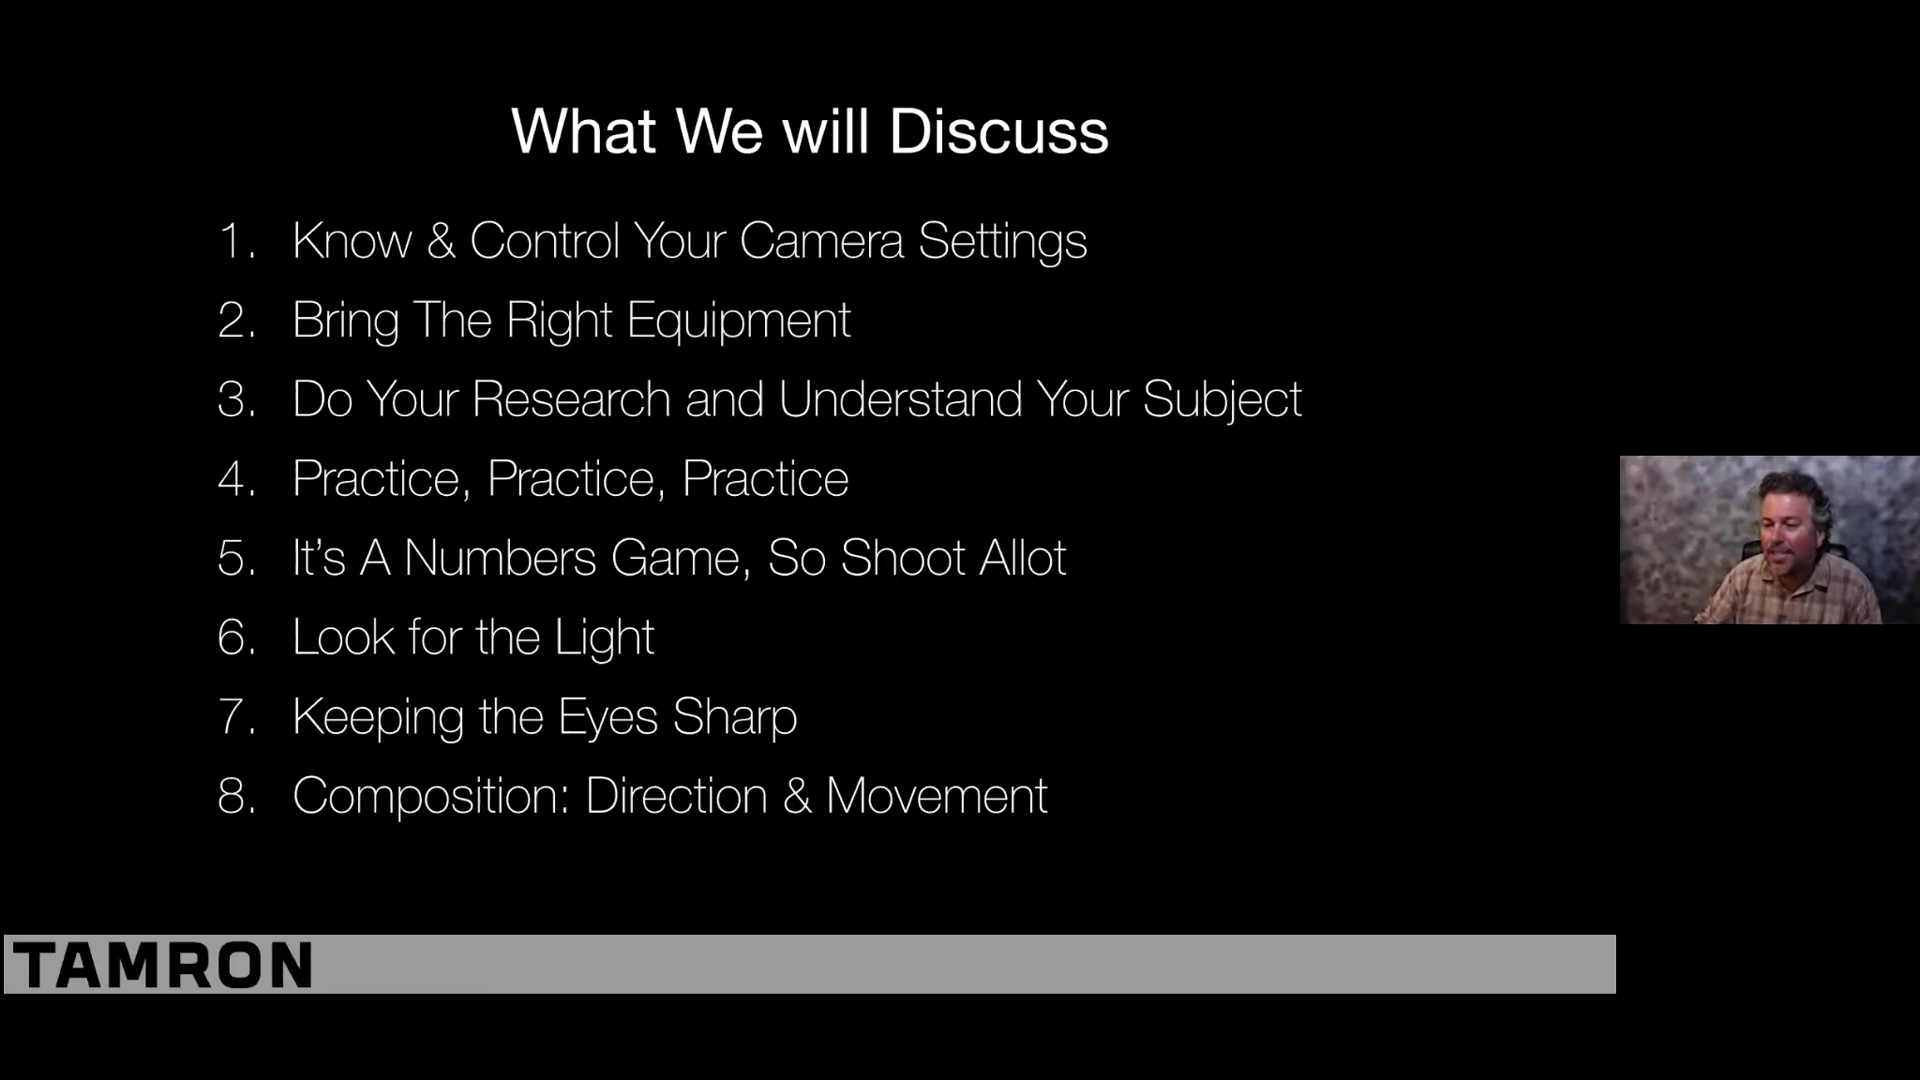 What We will Discuss
1. Know & Control Your Camera Settings
2. Bring The Right Equipment
3. Do Your Research and Understand Your Subject
4. Practice, Practice, Practice
5. It’s A Numbers Game, So Shoot Allot
6. Look for the Light
7. Keeping the Eyes Sharp
8. Composition: Direction & Movement
TAMRON